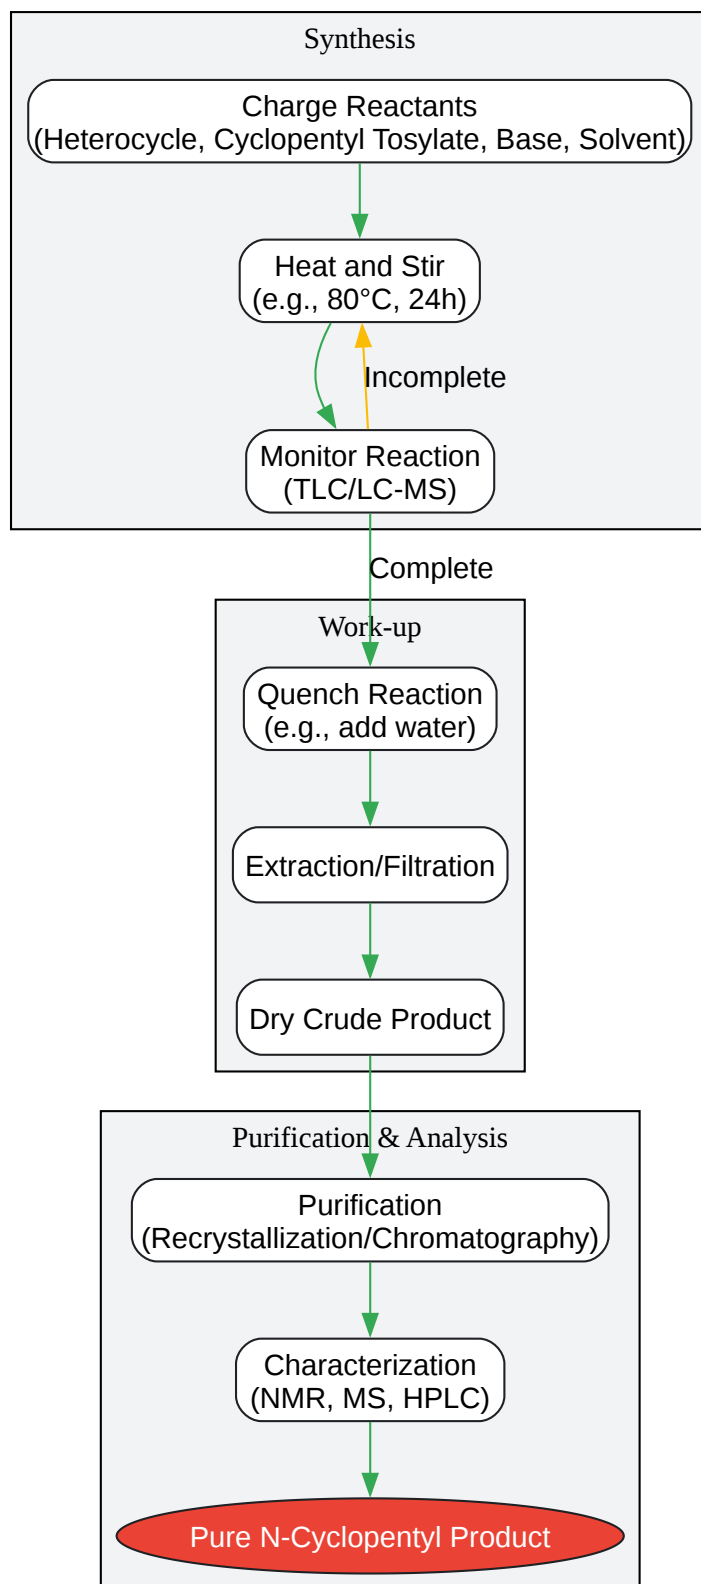 Synthesis
Charge Reactants
(Heterocycle, Cyclopentyl Tosylate, Base, Solvent)
Heat and Stir
(e.g., 80°C, 24h)
Incomplete
Monitor Reaction
(TLC/LC-MS)
Complete
Work-up
Quench Reaction
(e.g., add water)
Extraction/Filtration
Dry Crude Product
Purification & Analysis
Purification
(Recrystallization/Chromatography)
Characterization
(NMR, MS, HPLC)
Pure N-Cyclopentyl Product